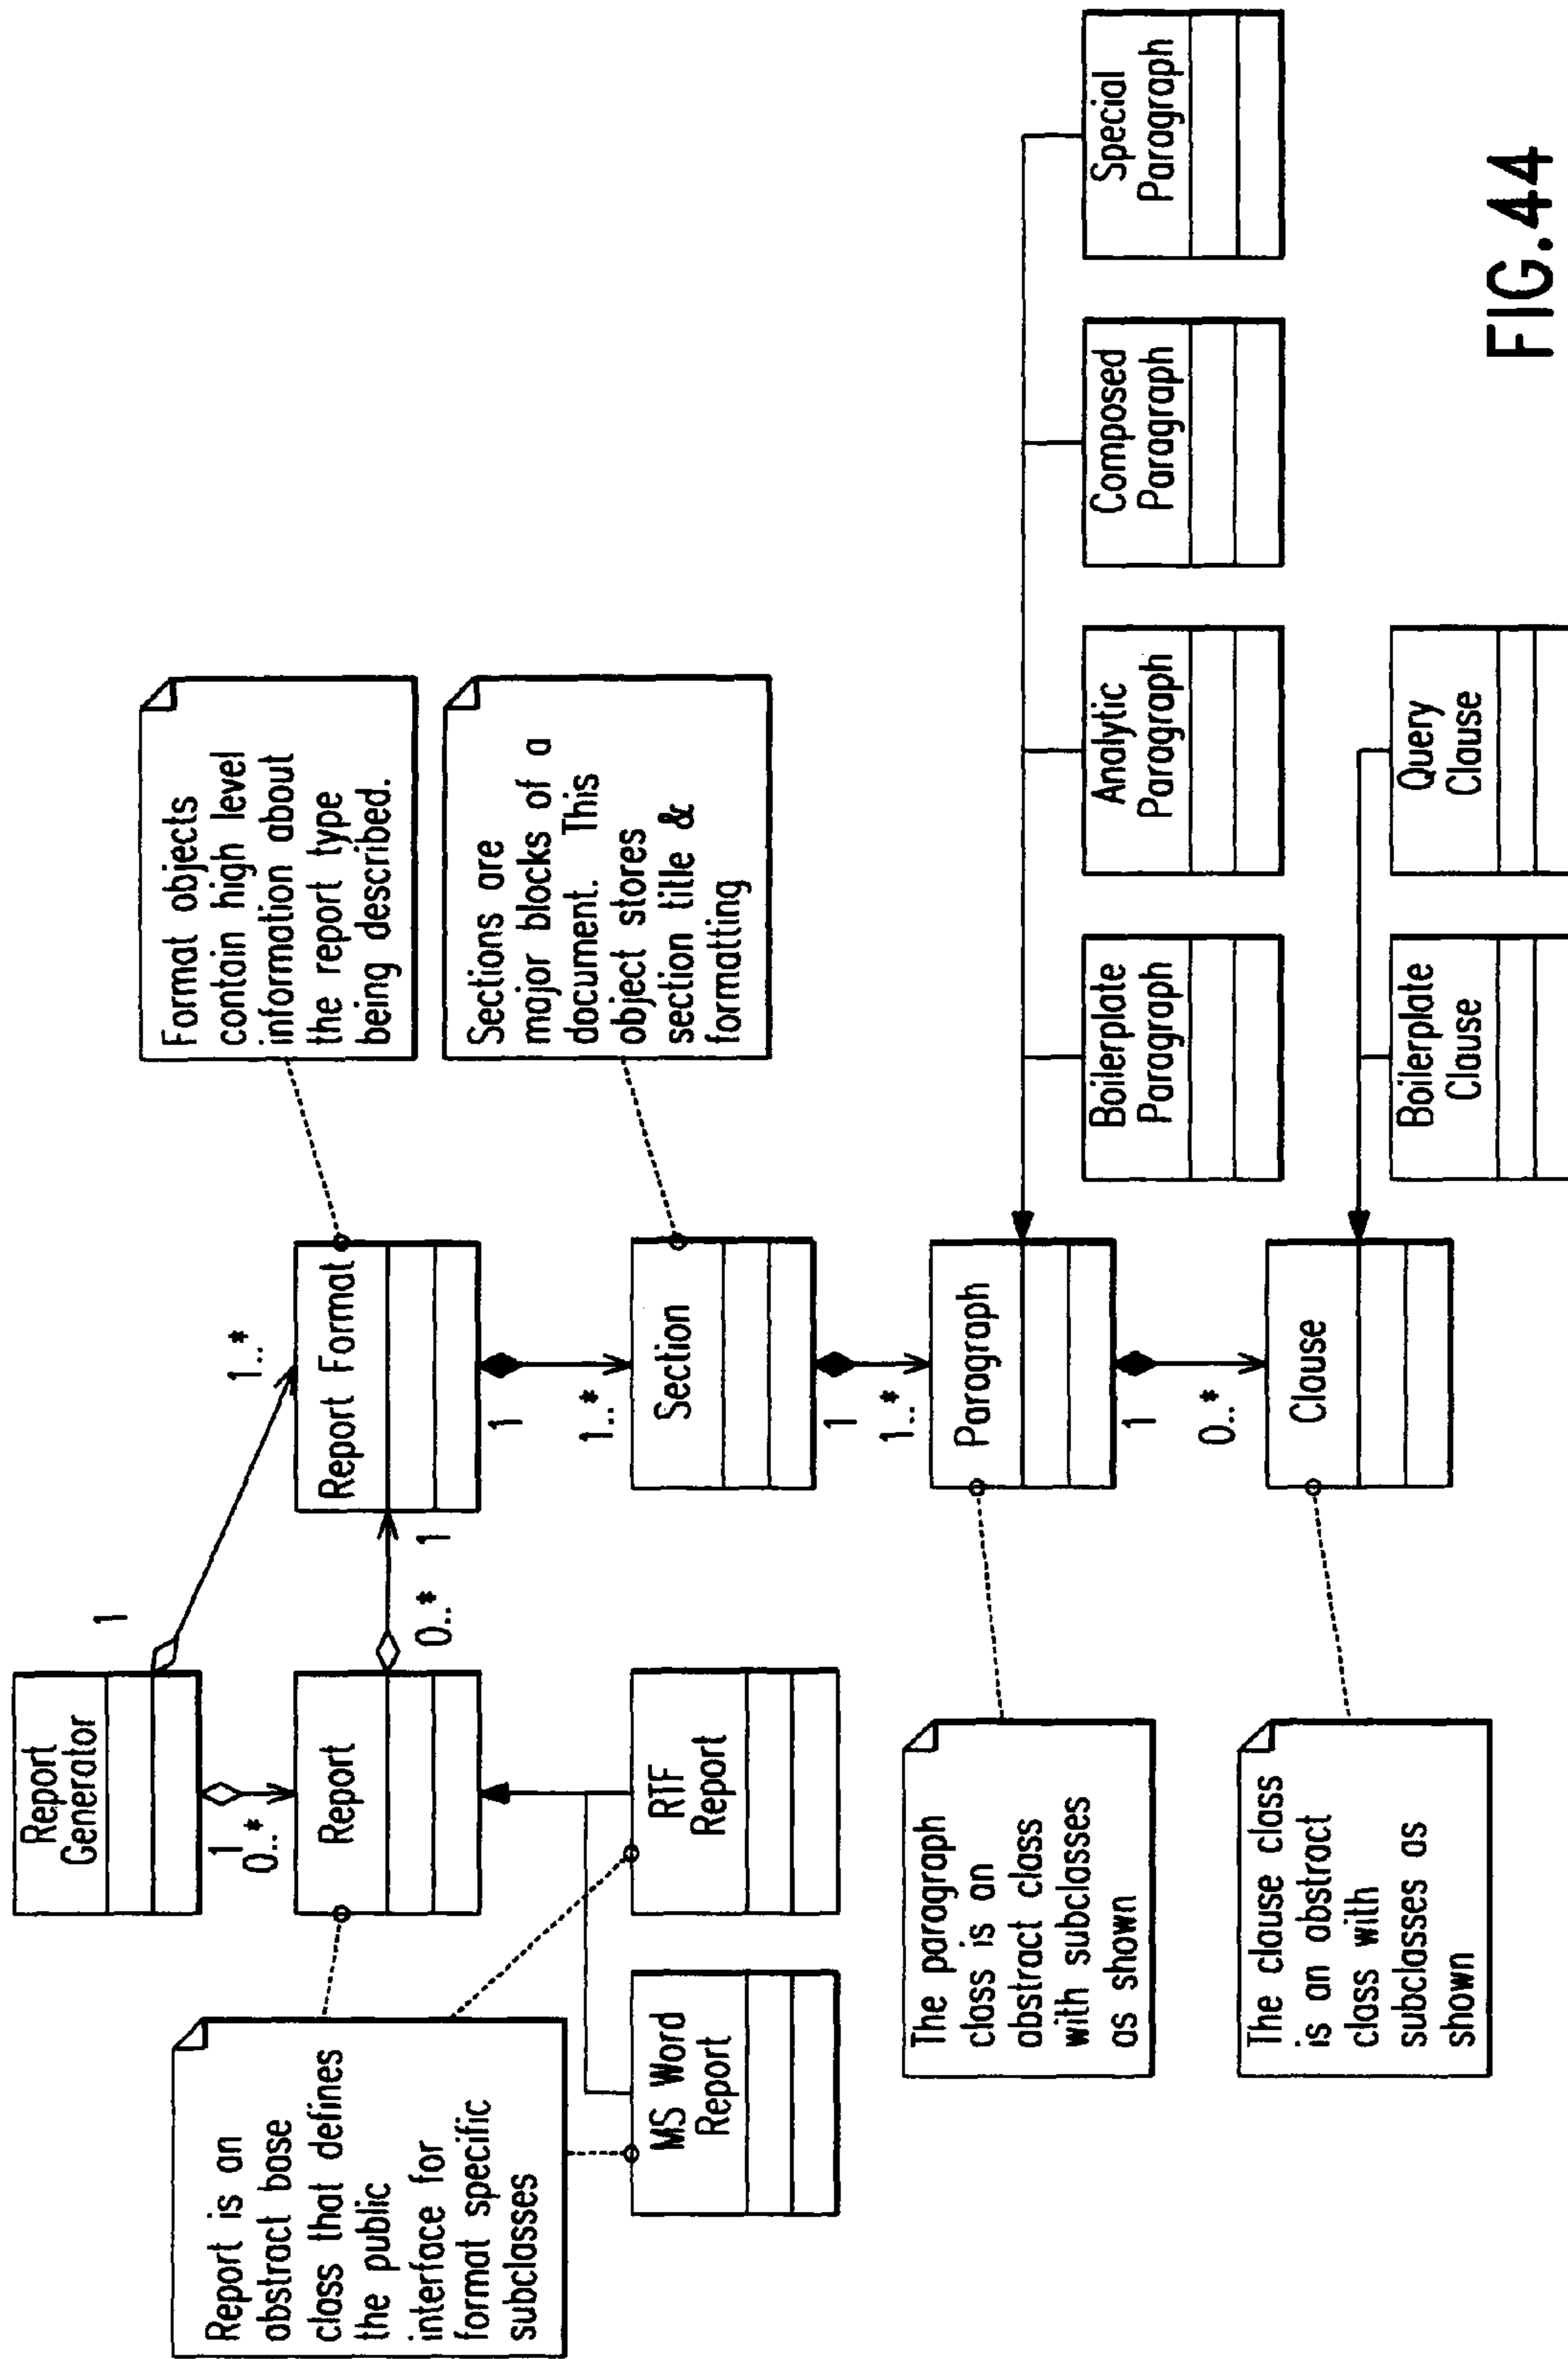 Report
Generator
1
1..*
1
0..*
Report is an
abstract base
class that defines
the public
interface for
format specific
subclasses
Report
0..*
1
Report Format
Format objects
contain high level
information about
the report type
being described.
1
1..*
MS Word
Report
RTF
Report
Section
Sections are
major blocks of a
document. This
object stores
section title &
formatting
1
1..*
The paragraph
class is an
abstract class
with subclasses
as shown
Paragraph
1
0..*
Boilerplate
Paragraph
Analytic
Paragraph
Composed
Paragraph
Special
Paragraph
The clause class
is an abstract
class with
subclasses as
shown
Clause
Boilerplate
Clause
Query
Clause
FIG.44